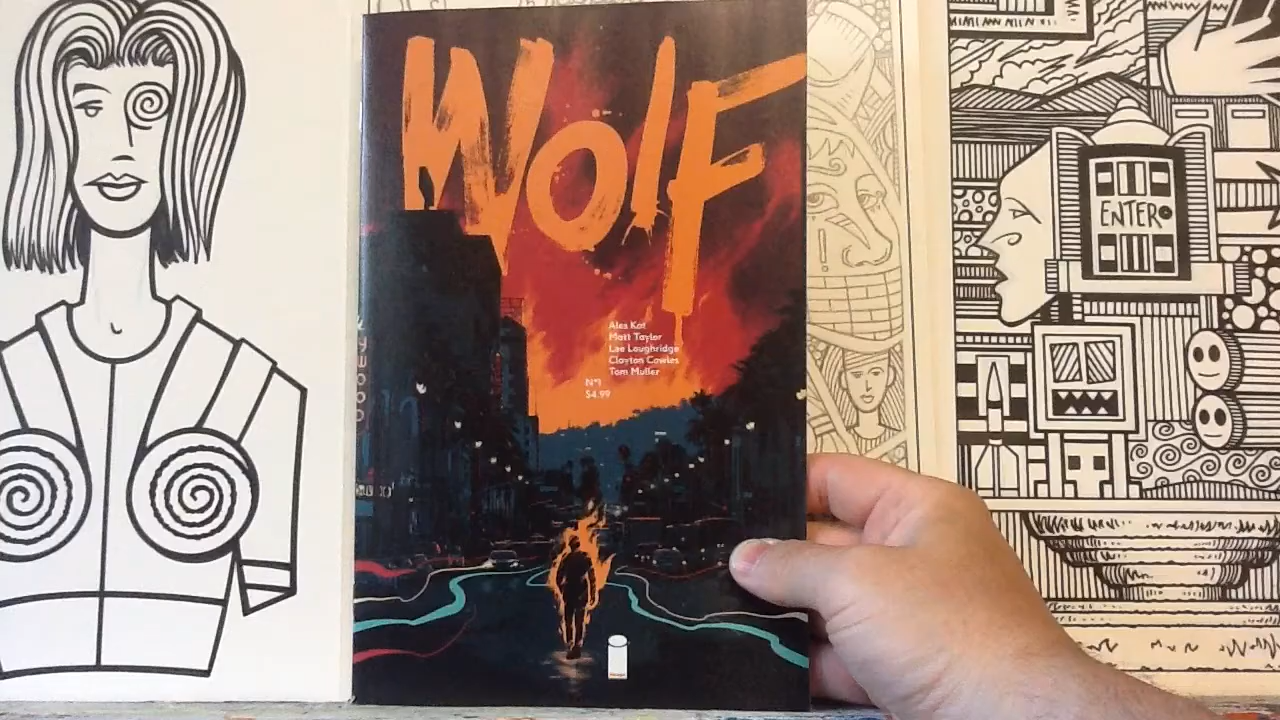 WOLF
Ales Kot
Matt Taylor
Lee Loughridge
Clayton Cowles
Tom Muller
Nº1
$4.99
ENTER